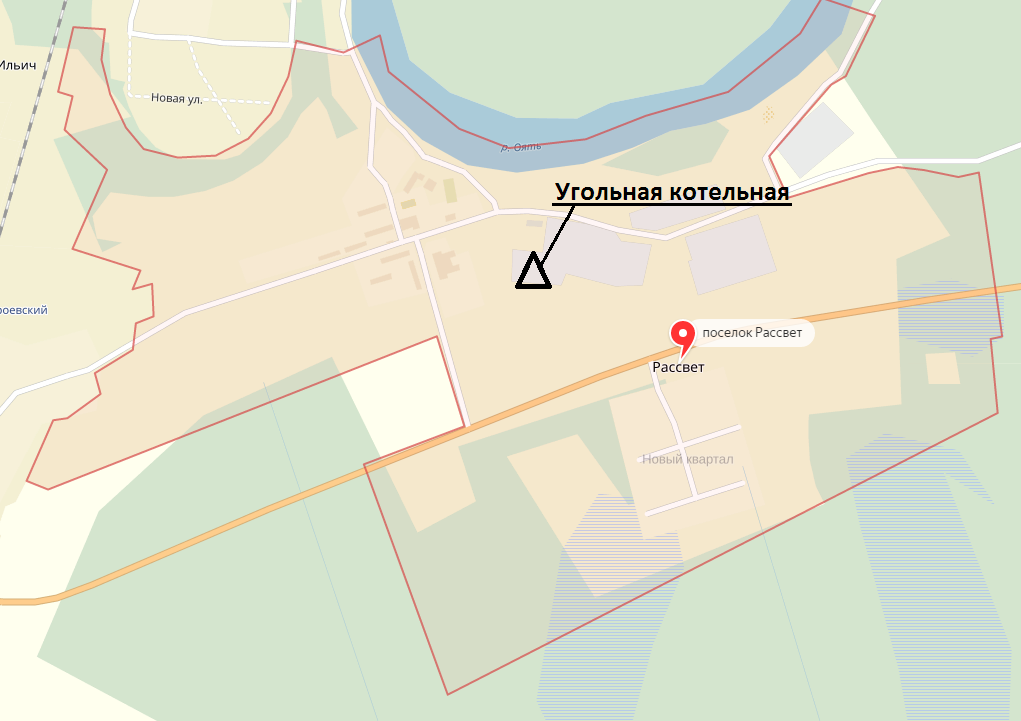 Ильич
Новая ул.
р. Оять
Угольная котельная
роевский
поселок Рассвет
Рассвет
Новый квартал